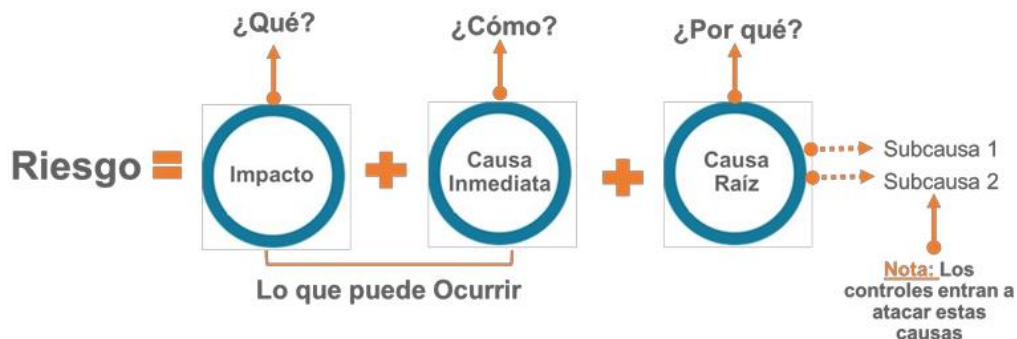 ¿Qué?
¿Cómo?
¿Por qué?
Riesgo =
Impacto
+
Causa
Inmediata
+
Causa
Raíz
Subcausa 1
Subcausa 2
Lo que puede Ocurrir
Nota: Los
controles entran a
atacar estas
causas